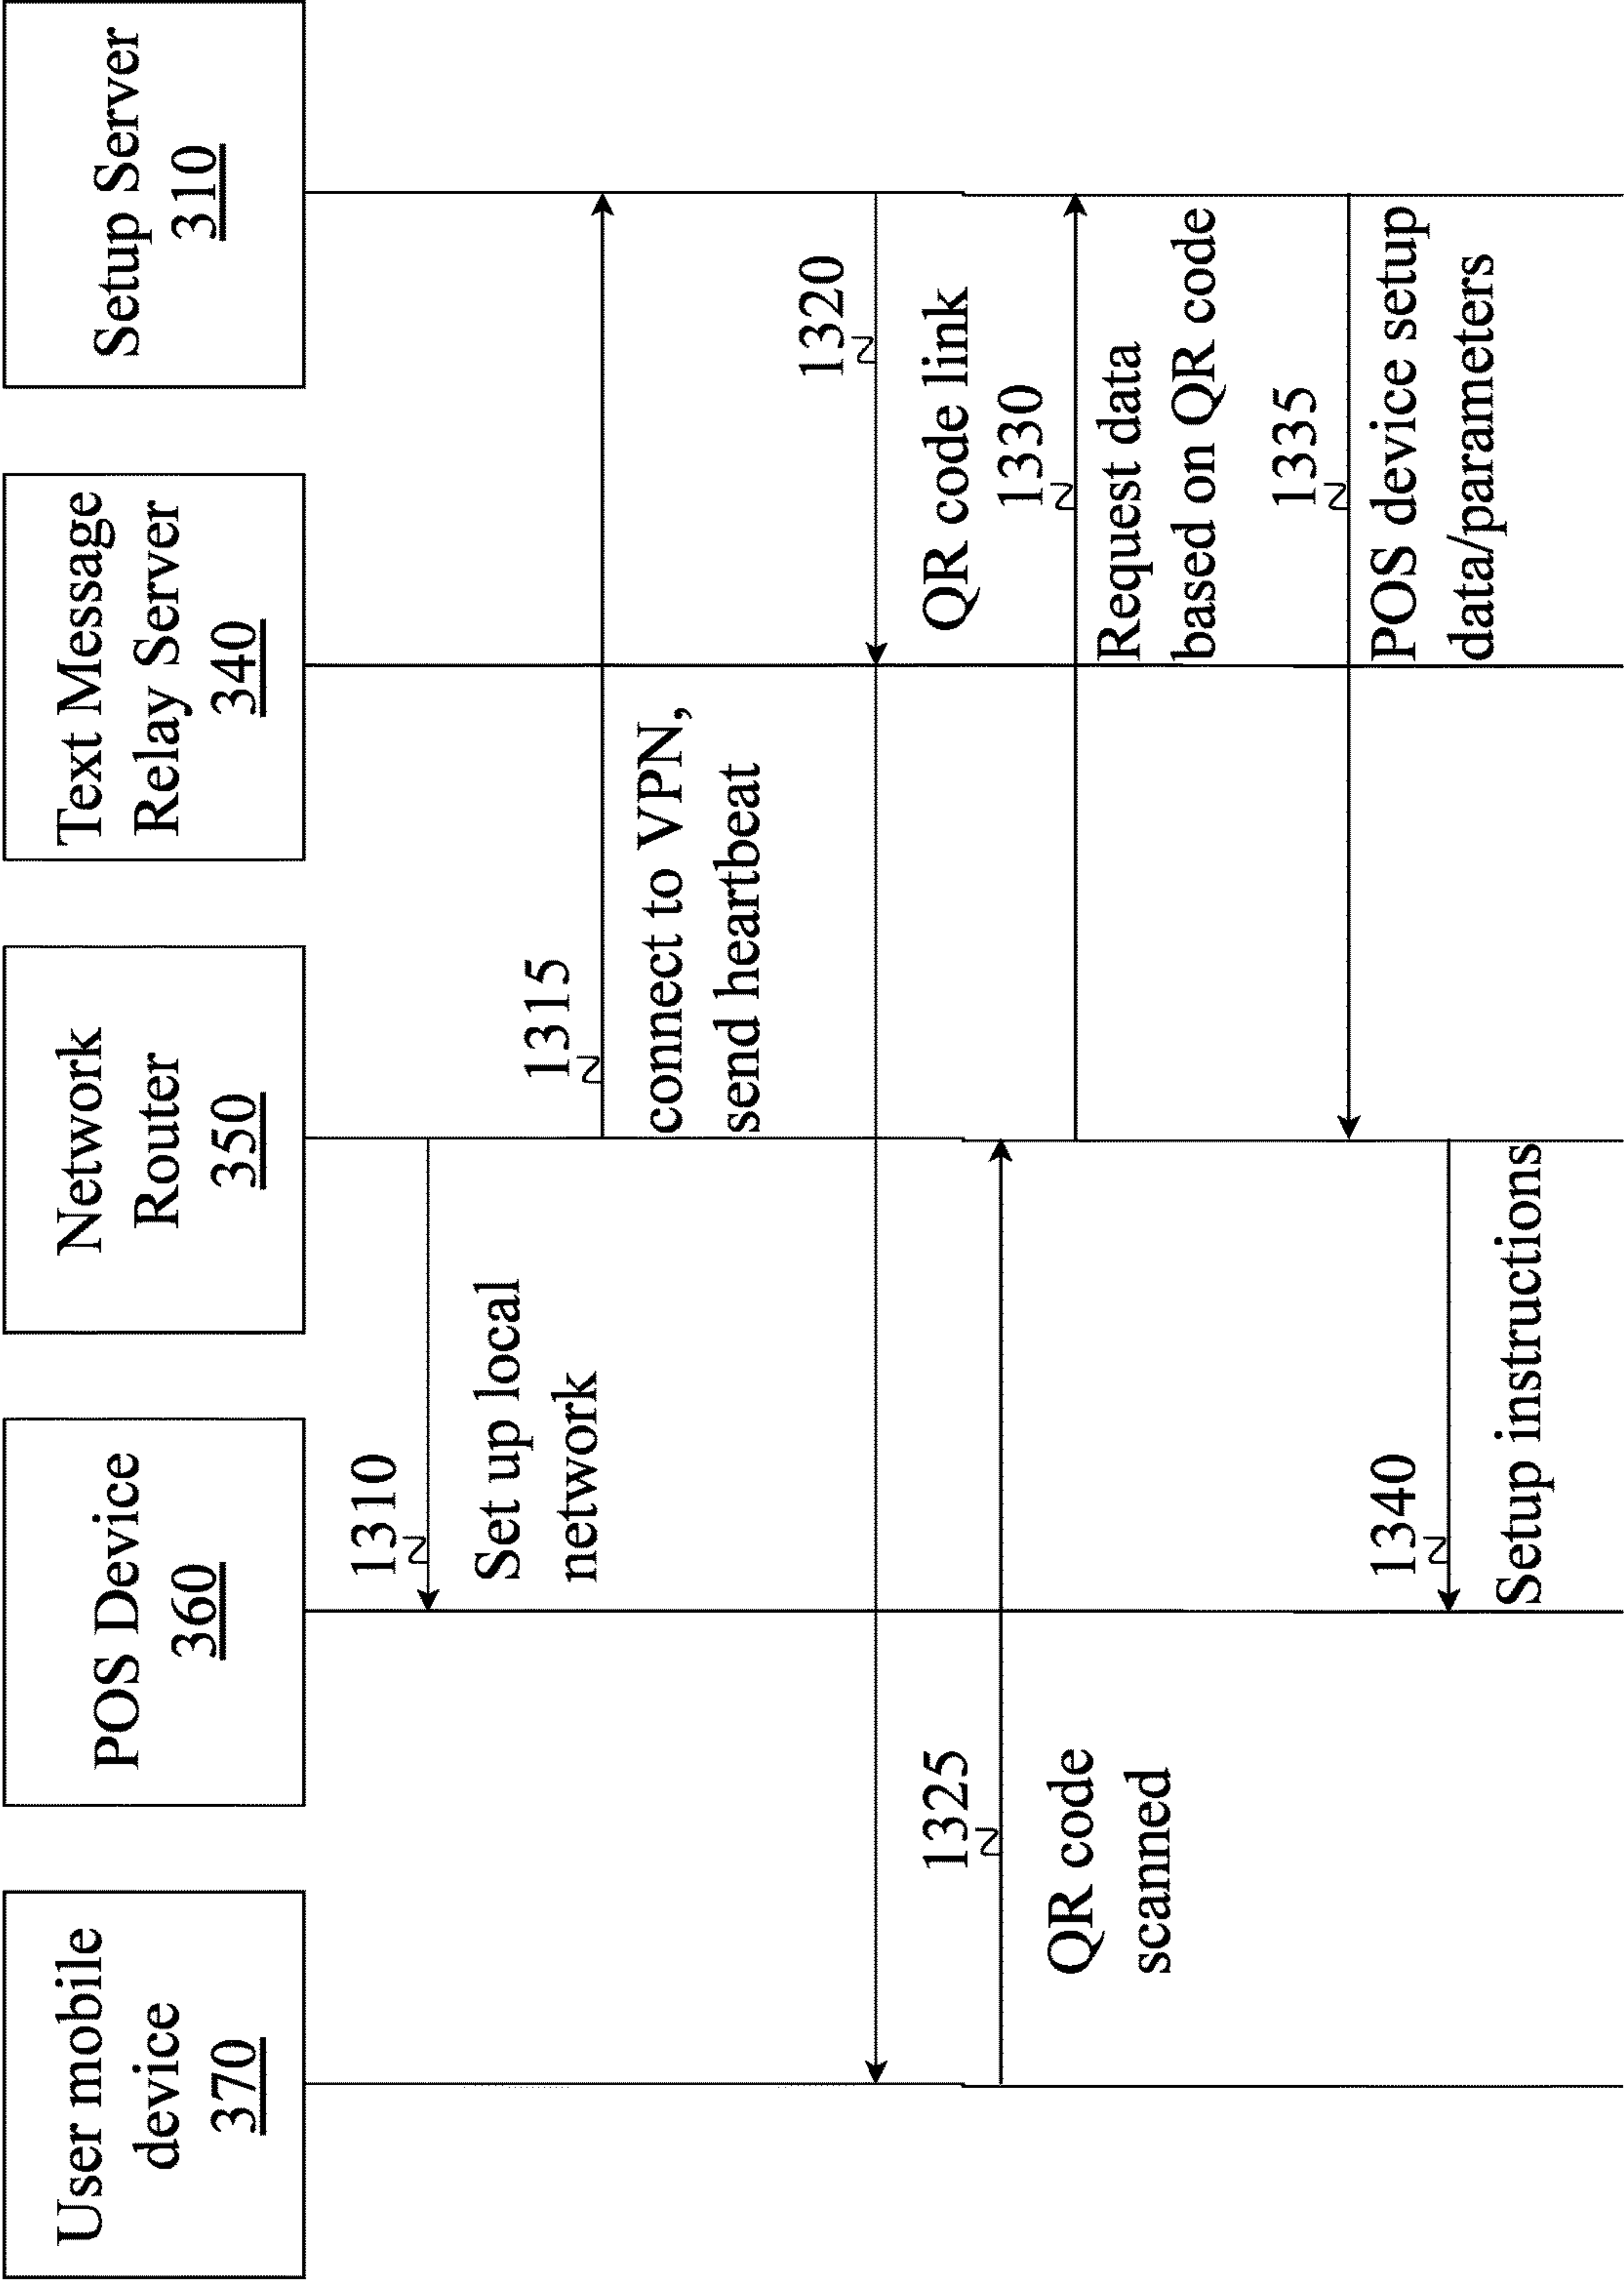 User mobile
device
370
POS Device
360
Network
Router
350
Text Message
Relay Server
340
Setup Server
310
1310
Set up local
network
1315
connect to VPN,
send heartbeat
1320
QR code link
1325
QR code
scanned
1330
Request data
based on QR code
1335
POS device setup
data/parameters
1340
Setup instructions